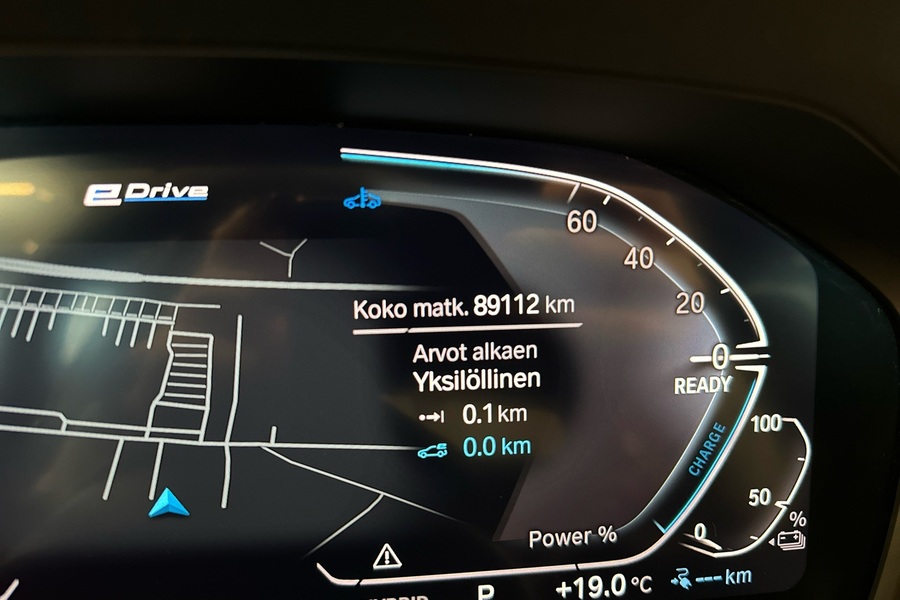 eDrive
60
40
20
0
READY
Koko matk. 89112 km
Arvot alkaen
Yksilöllinen
0.1 km
0.0 km
CHARGE
100
50
0
%
Power %
HYBRID
P
+19.0 °C
--- km